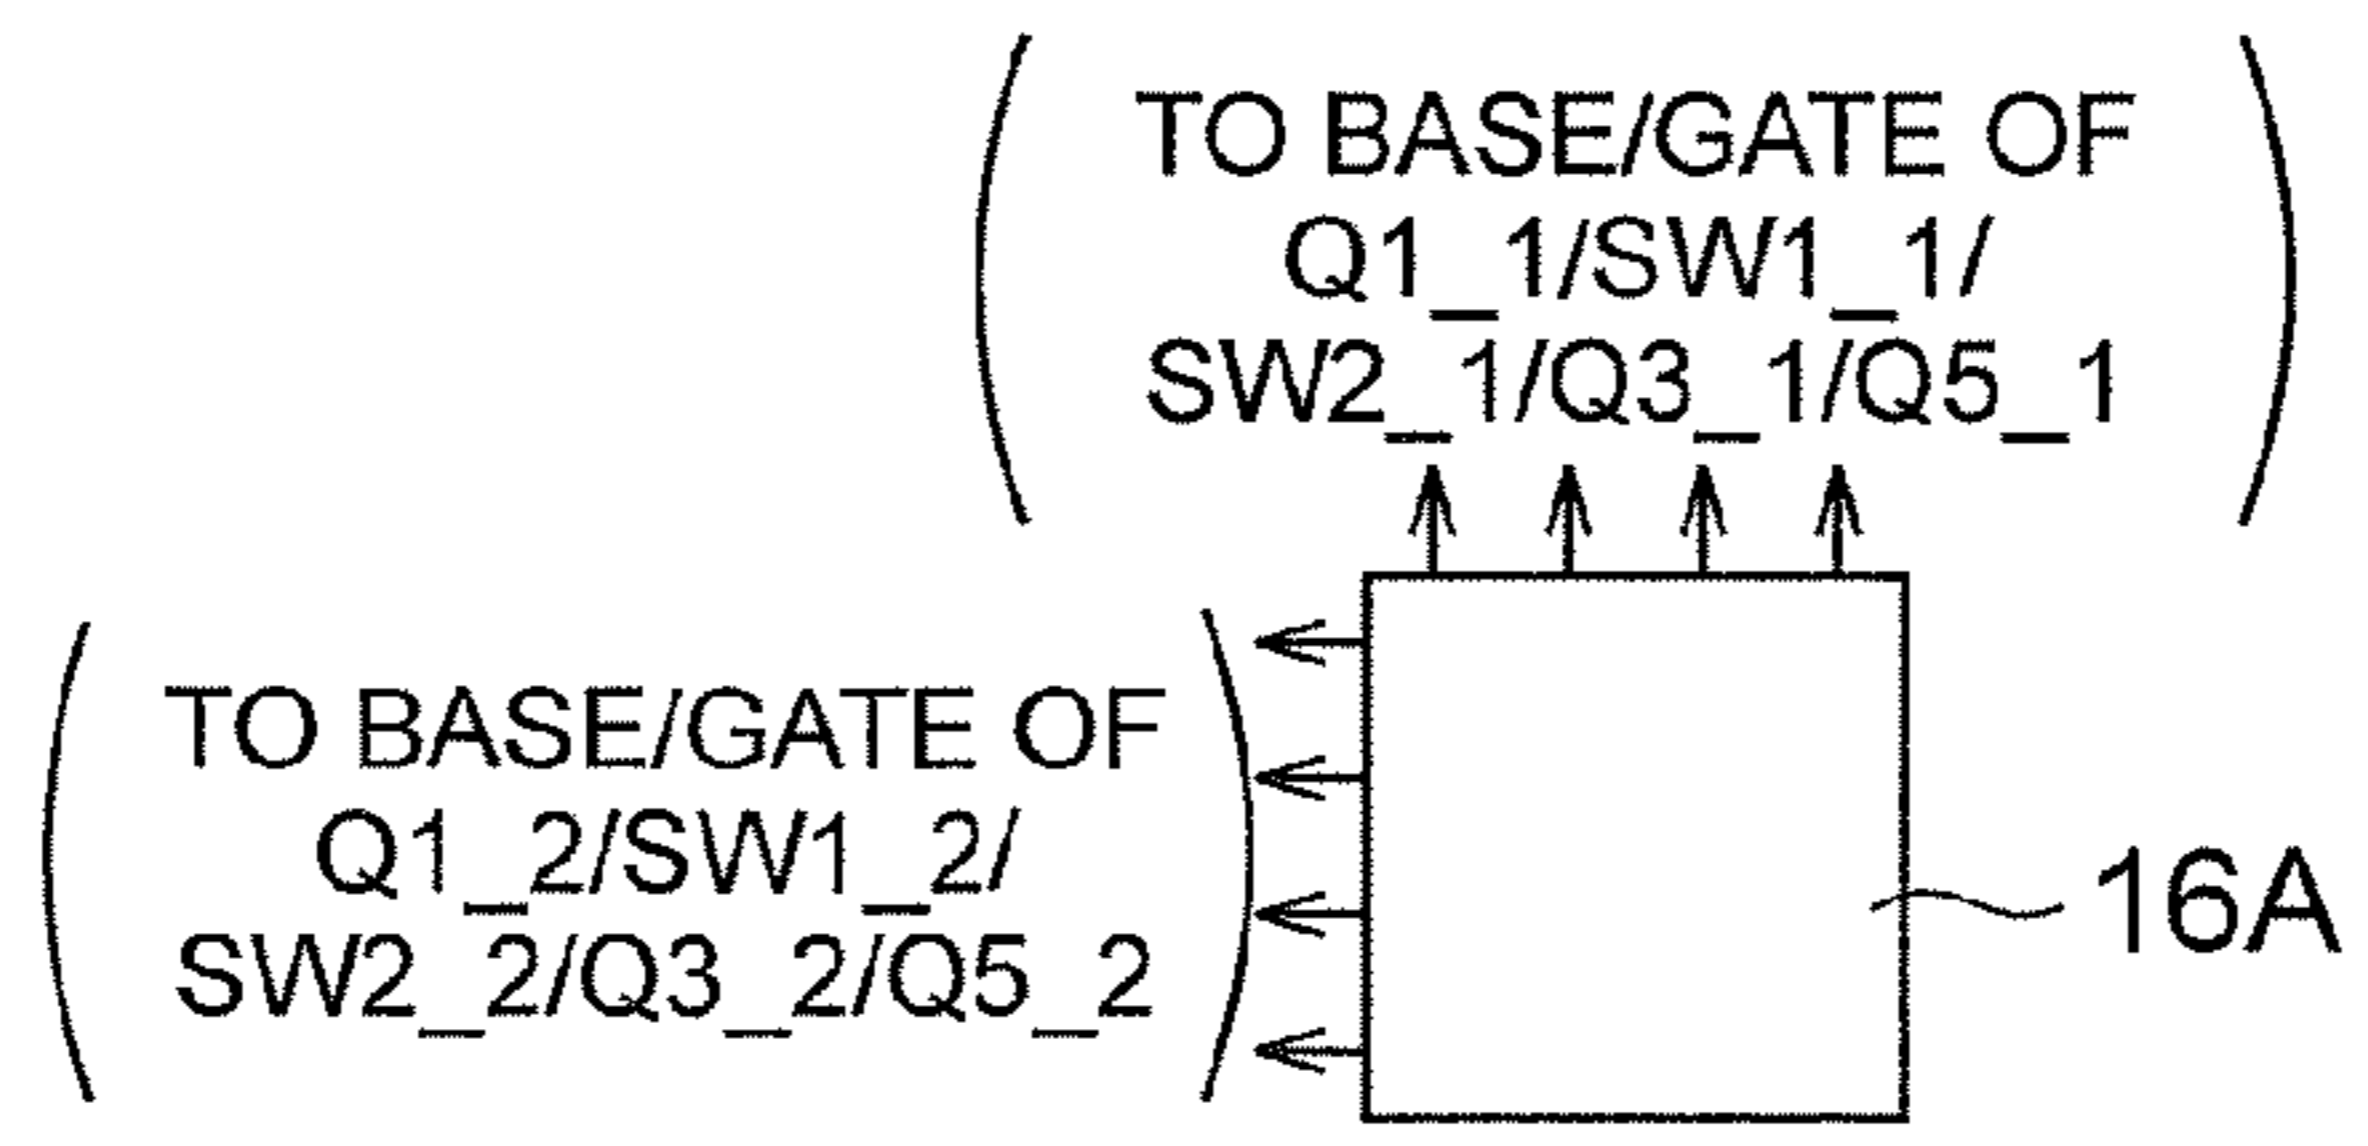 TO BASE/GATE OF
Q1_1/SW1_1/
SW2_1/Q3_1/Q5_1
TO BASE/GATE OF
Q1_2/SW1_2/
SW2_2/Q3_2/Q5_2
16A